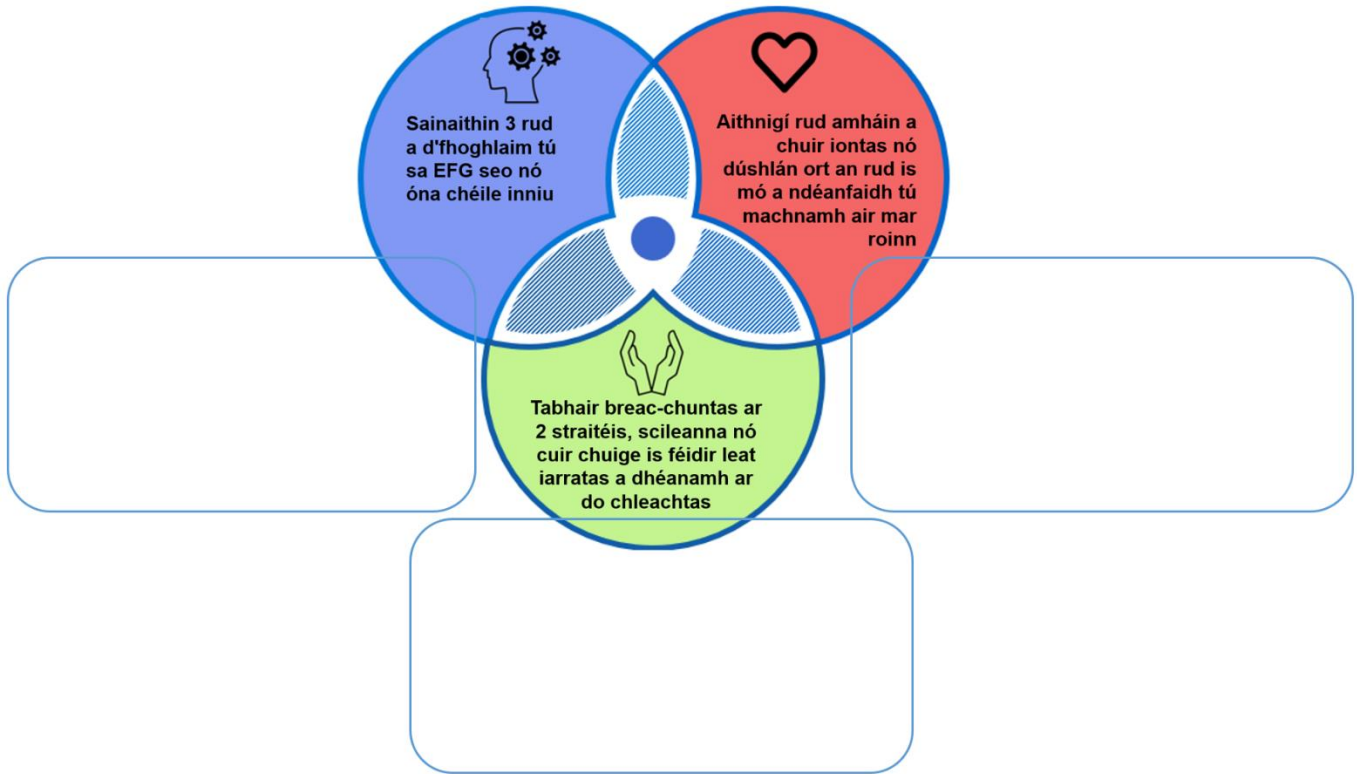 Sainaithin 3 rud
a d'fhoghlaim tú
sa EFG seo nó
óna chéile inniu
Aithnigí rud amháin a
chuir iontas nó
dúshlán ort an rud is
mó a ndéanfaidh tú
machnamh air mar
roinn
Tabhair breac-chuntas ar
2 straitéis, scileanna nó
cuir chuige is féidir leat
iarratas a dhéanamh ar
do chleachtas